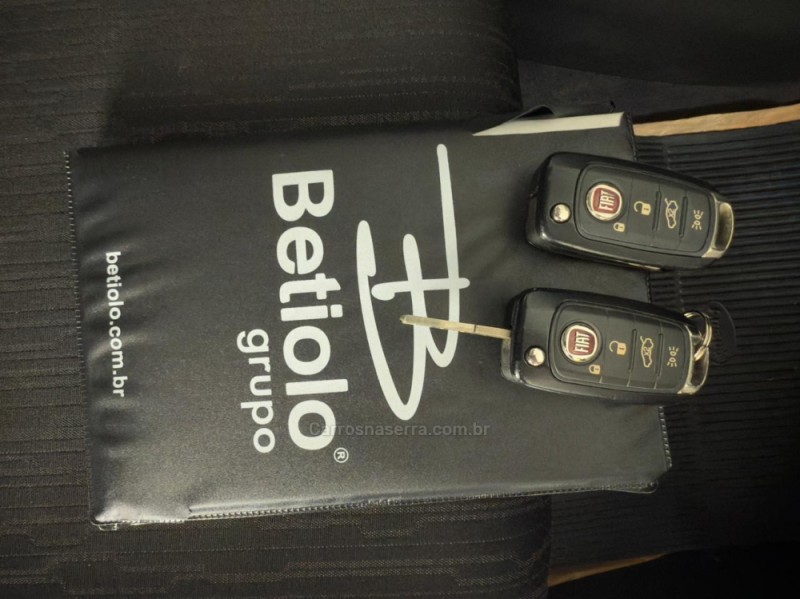 Betiolo®
grupo
betiolo.com.br
FIAT
FIAT
Carrosnaserra.com.br